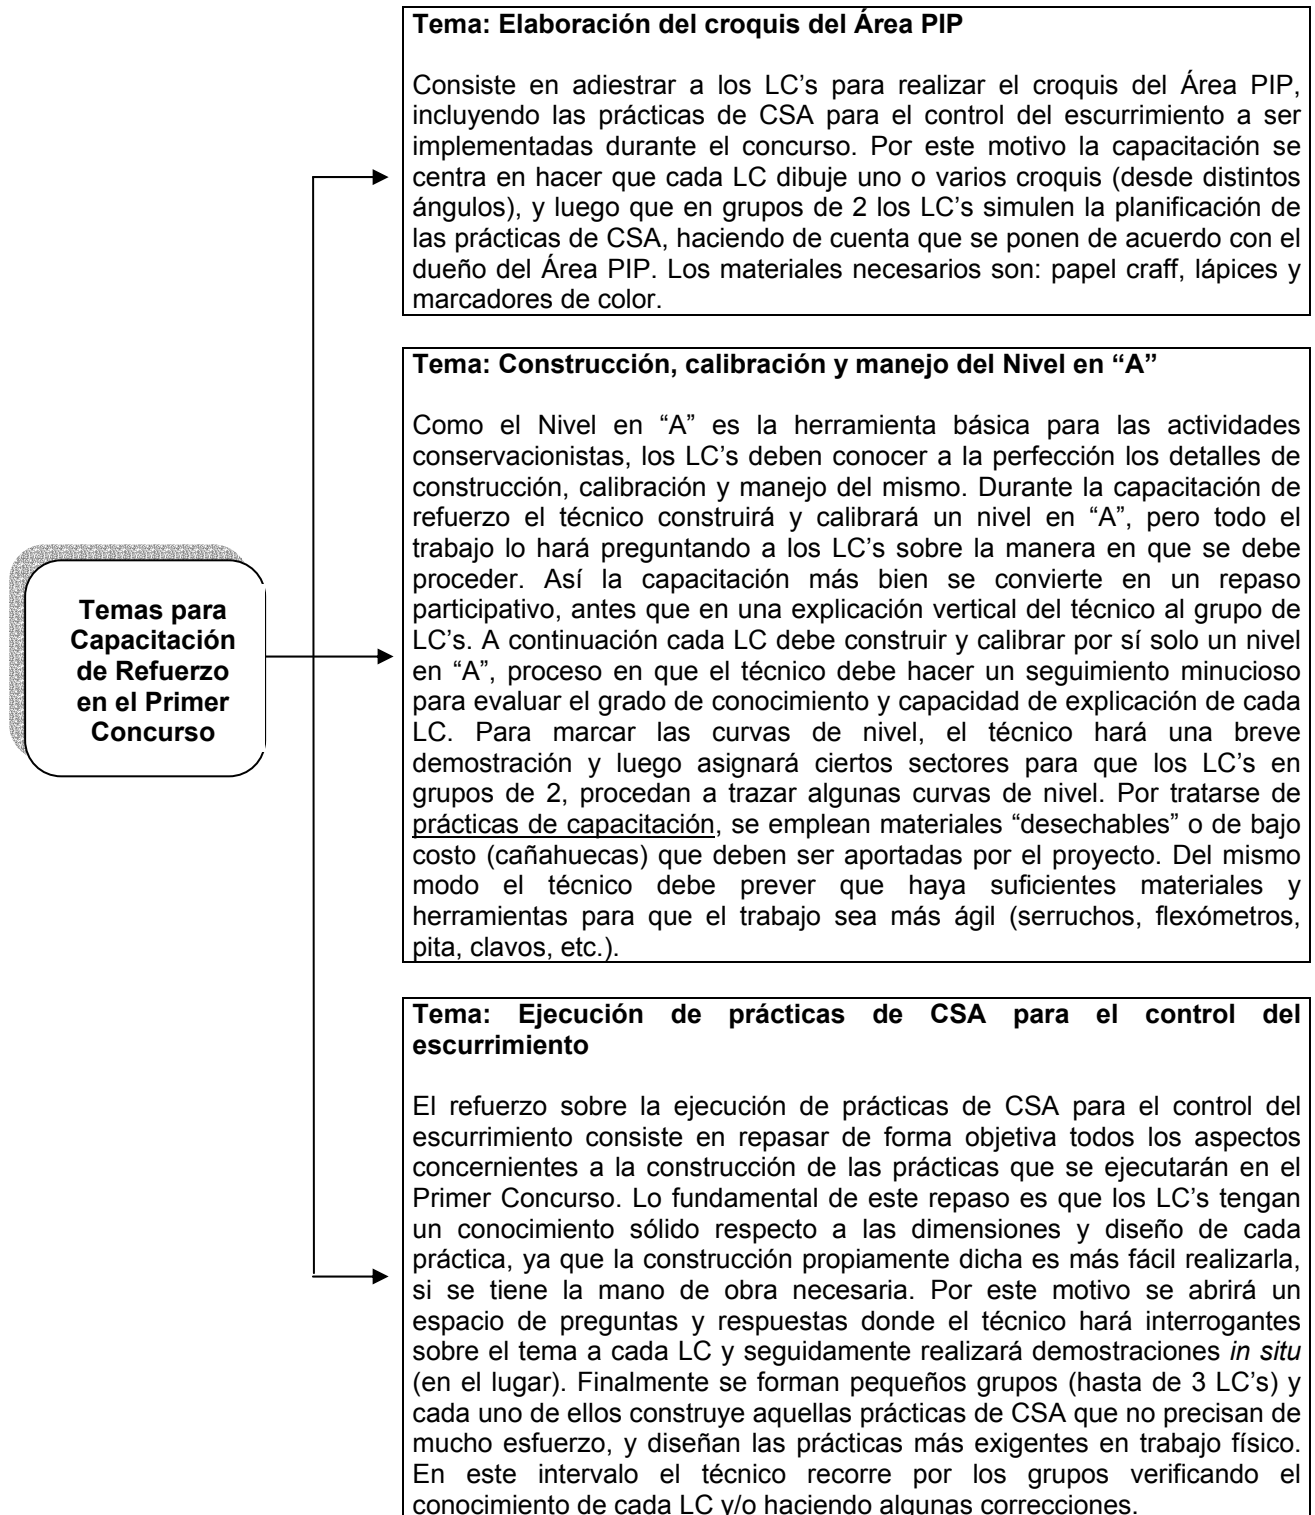 Tema: Elaboración del croquis del Área PIP
Consiste en adiestrar a los LC’s para realizar el croquis del Área PIP,
incluyendo las prácticas de CSA para el control del escurrimiento a ser
implementadas durante el concurso. Por este motivo la capacitación se
centra en hacer que cada LC dibuje uno o varios croquis (desde distintos
ángulos), y luego que en grupos de 2 los LC’s simulen la planificación de
las prácticas de CSA, haciendo de cuenta que se ponen de acuerdo con el
dueño del Área PIP. Los materiales necesarios son: papel craff, lápices y
marcadores de color.
Tema: Construcción, calibración y manejo del Nivel en “A”
Como el Nivel en “A” es la herramienta básica para las actividades
conservacionistas, los LC’s deben conocer a la perfección los detalles de
construcción, calibración y manejo del mismo. Durante la capacitación de
refuerzo el técnico construirá y calibrará un nivel en “A”, pero todo el
trabajo lo hará preguntando a los LC’s sobre la manera en que se debe
proceder. Así la capacitación más bien se convierte en un repaso
participativo, antes que en una explicación vertical del técnico al grupo de
LC’s. A continuación cada LC debe construir y calibrar por sí solo un nivel
en “A”, proceso en que el técnico debe hacer un seguimiento minucioso
para evaluar el grado de conocimiento y capacidad de explicación de cada
LC. Para marcar las curvas de nivel, el técnico hará una breve
demostración y luego asignará ciertos sectores para que los LC’s en
grupos de 2, procedan a trazar algunas curvas de nivel. Por tratarse de
prácticas de capacitación, se emplean materiales “desechables” o de bajo
costo (cañahuecas) que deben ser aportadas por el proyecto. Del mismo
modo el técnico debe prever que haya suficientes materiales y
herramientas para que el trabajo sea más ágil (serruchos, flexómetros,
pita, clavos, etc.).
Temas para
Capacitación
de Refuerzo
en el Primer
Concurso
Tema: Ejecución de prácticas de CSA para el control del
escurrimiento
El refuerzo sobre la ejecución de prácticas de CSA para el control del
escurrimiento consiste en repasar de forma objetiva todos los aspectos
concernientes a la construcción de las prácticas que se ejecutarán en el
Primer Concurso. Lo fundamental de este repaso es que los LC’s tengan
un conocimiento sólido respecto a las dimensiones y diseño de cada
práctica, ya que la construcción propiamente dicha es más fácil realizarla,
si se tiene la mano de obra necesaria. Por este motivo se abrirá un
espacio de preguntas y respuestas donde el técnico hará interrogantes
sobre el tema a cada LC y seguidamente realizará demostraciones in situ
(en el lugar). Finalmente se forman pequeños grupos (hasta de 3 LC’s) y
cada uno de ellos construye aquellas prácticas de CSA que no precisan de
mucho esfuerzo, y diseñan las prácticas más exigentes en trabajo físico.
En este intervalo el técnico recorre por los grupos verificando el
conocimiento de cada LC y/o haciendo algunas correcciones.